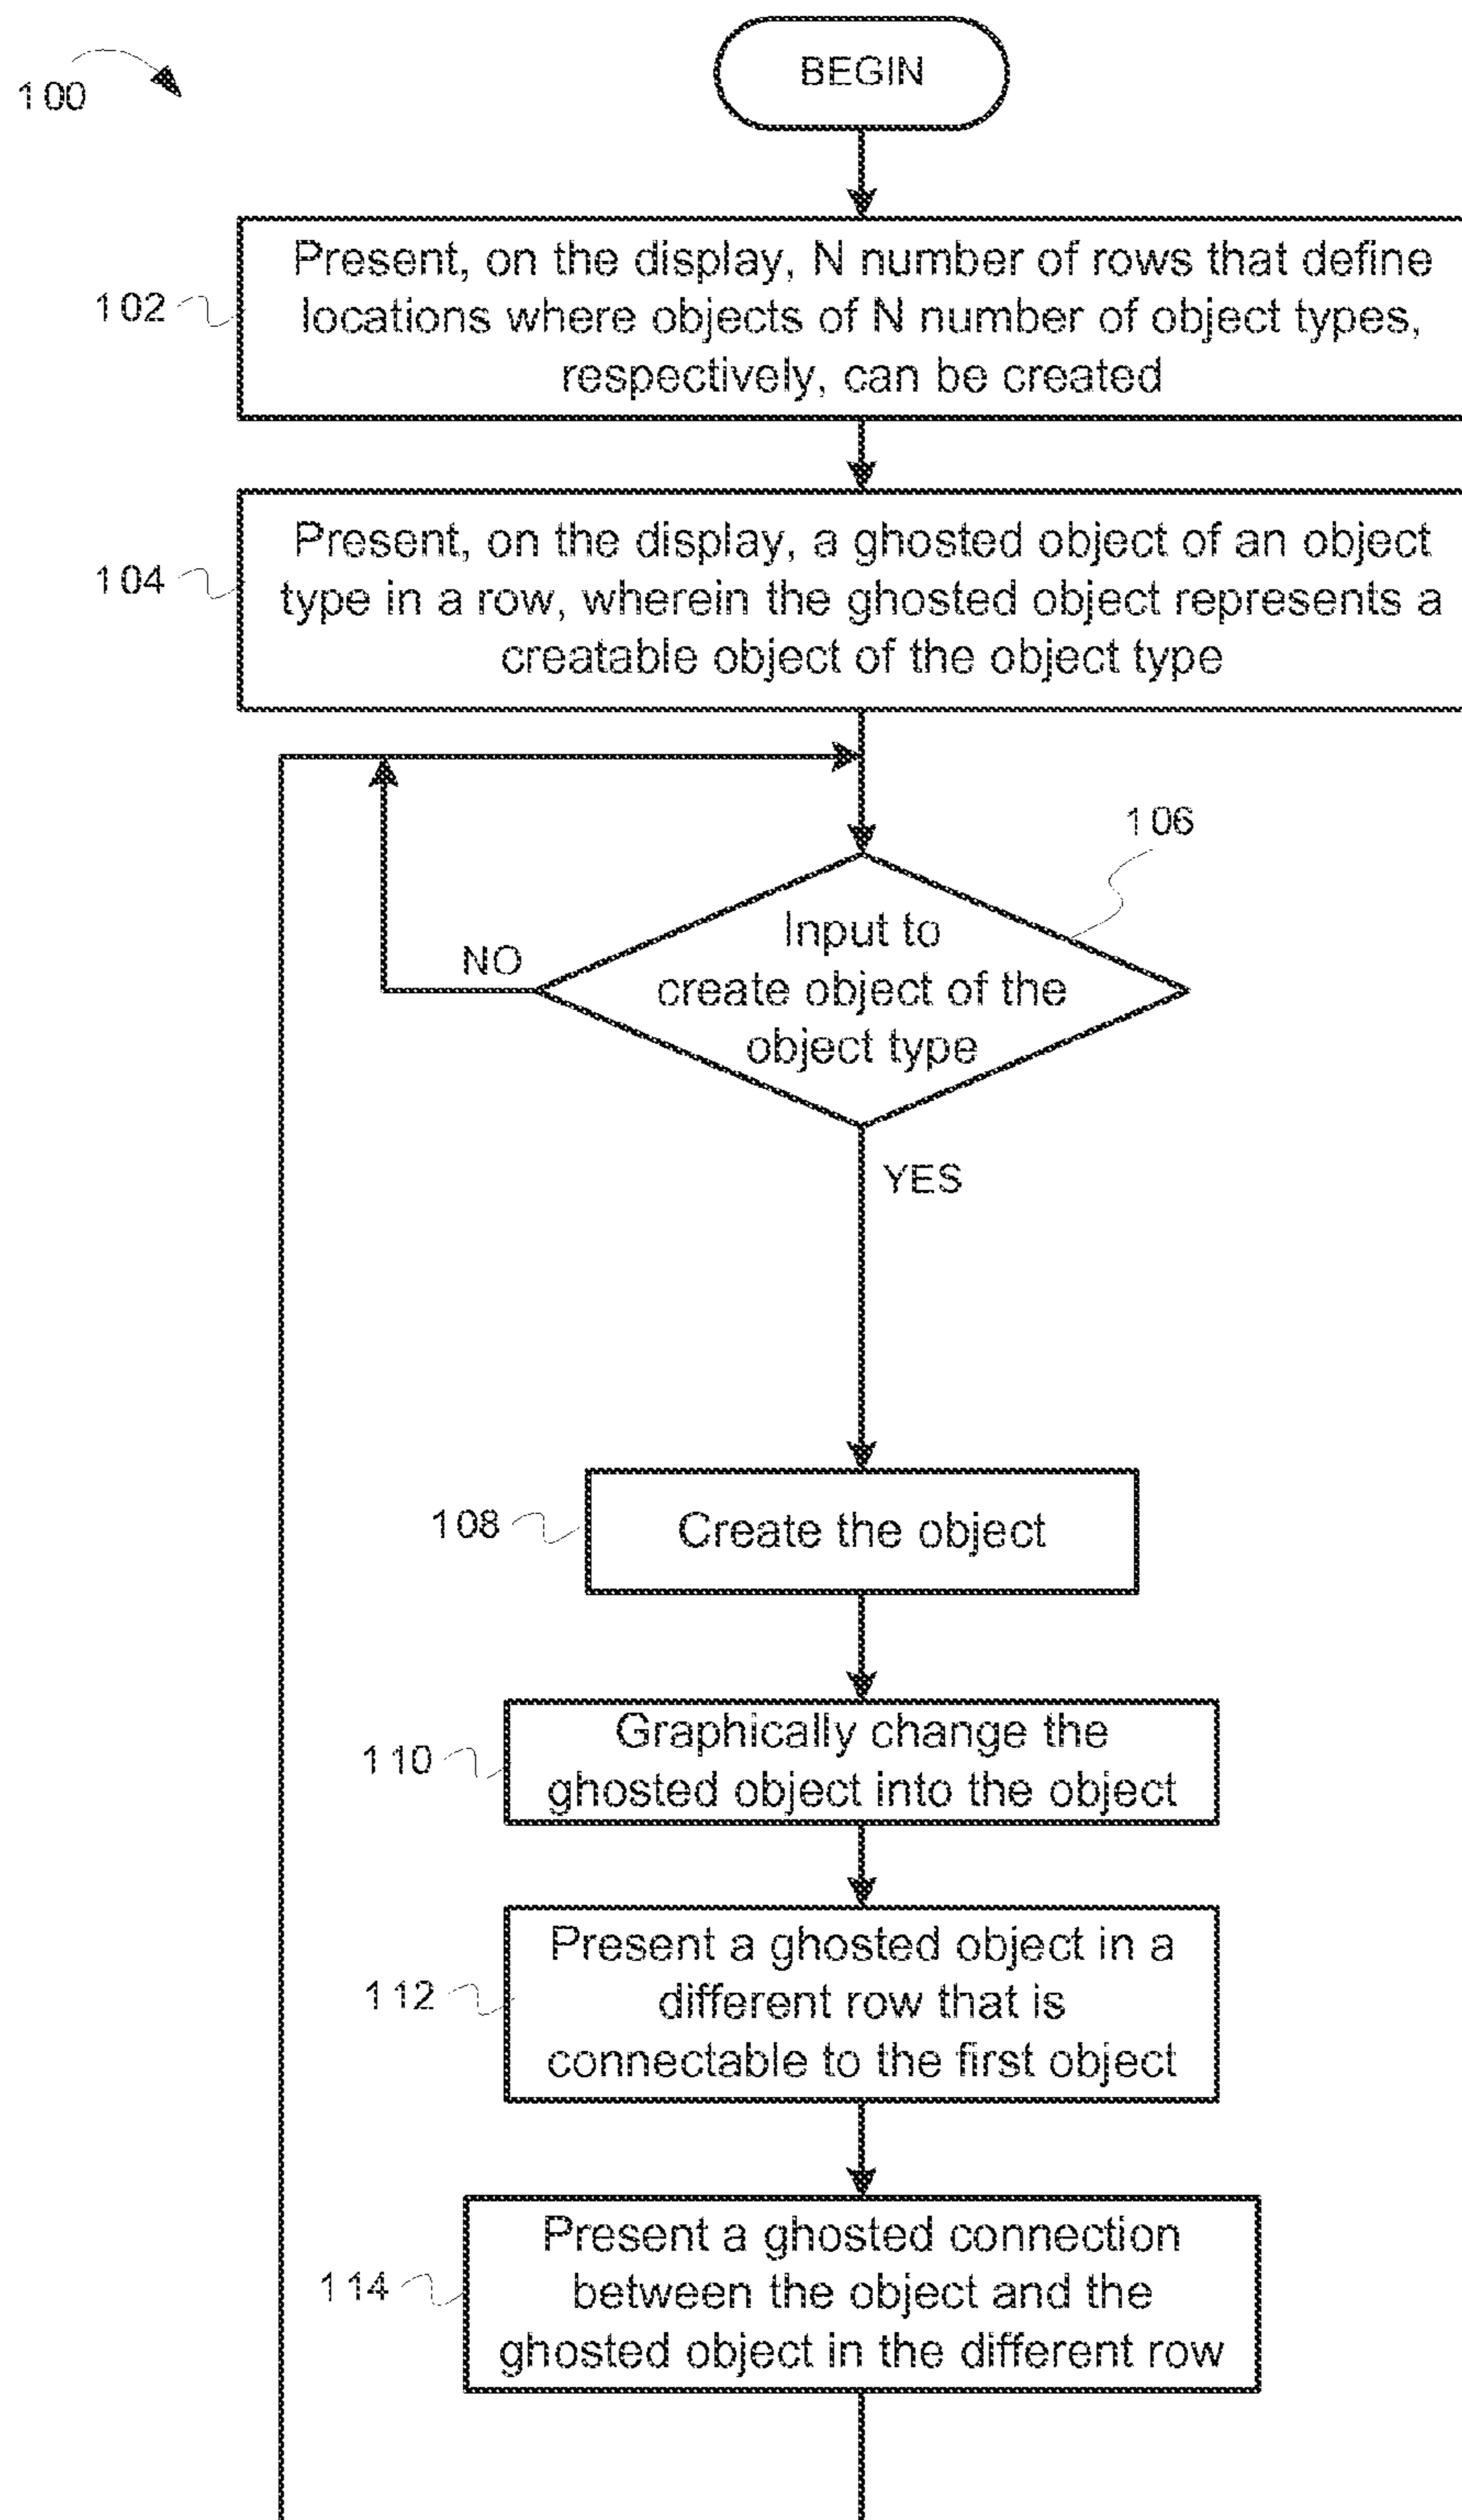 BEGIN
100
Present, on the display, N number of rows that define
locations where objects of N number of object types,
respectively, can be created
102
Present, on the display, a ghosted object of an object
type in a row, wherein the ghosted object represents a
creatable object of the object type
104
106
Input to
create object of the
object type
NO
YES
108
Create the object
Graphically change the
ghosted object into the object
110
Present a ghosted object in a
different row that is
connectable to the first object
112
Present a ghosted connection
between the object and the
ghosted object in the different row
114